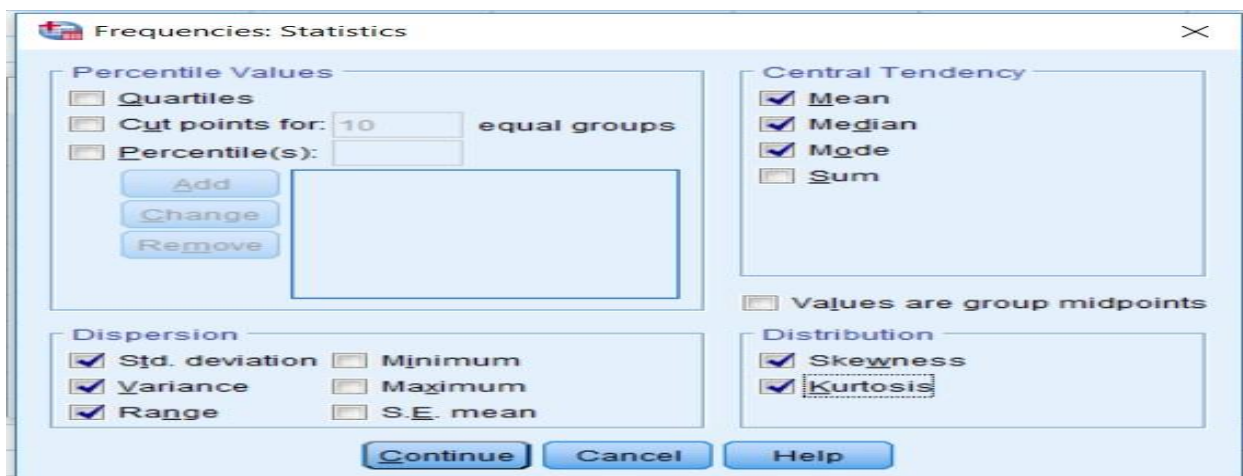 Frequencies: Statistics
Percentile Values
Quartiles
Cut points for: 10 equal groups
Percentile(s):
Add
Change
Remove
Central Tendency
Mean
Median
Mode
Sum
Values are group midpoints
Dispersion
Std. deviation Minimum
Variance Maximum
Range S.E. mean
Distribution
Skewness
Kurtosis
Continue Cancel Help